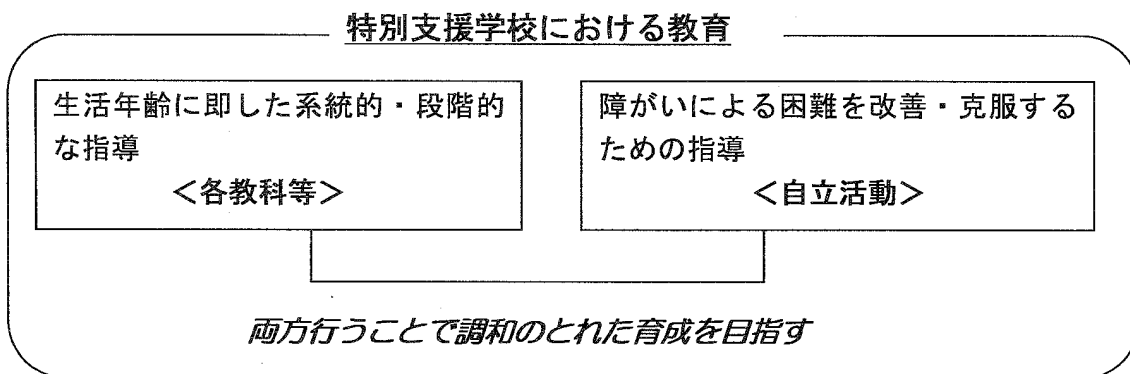 特別支援学校における教育
生活年齢に即した系統的・段階的
な指導
＜各教科等＞
障がいによる困難を改善・克服する
ための指導
＜自立活動＞
両方行うことで調和のとれた育成を目指す